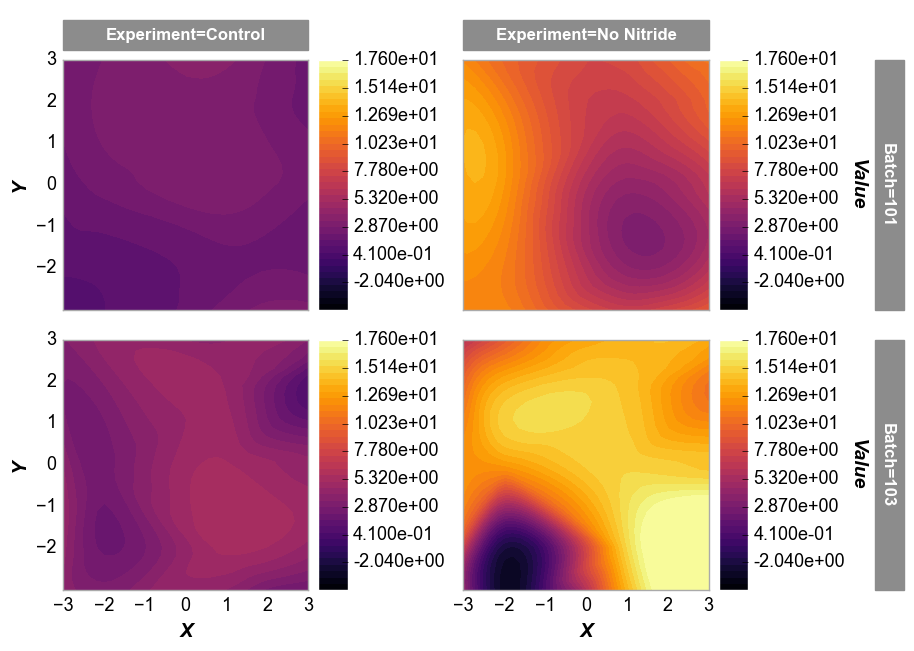 Experiment=Control
Experiment=No Nitride
3
2
1
0
−1
−2
Y
1.760e+01
1.514e+01
1.269e+01
1.023e+01
7.780e+00
5.320e+00
2.870e+00
4.100e-01
-2.040e+00
1.760e+01
1.514e+01
1.269e+01
1.023e+01
7.780e+00
5.320e+00
2.870e+00
4.100e-01
-2.040e+00
Value
Batch=101
3
2
1
0
−1
−2
Y
1.760e+01
1.514e+01
1.269e+01
1.023e+01
7.780e+00
5.320e+00
2.870e+00
4.100e-01
-2.040e+00
1.760e+01
1.514e+01
1.269e+01
1.023e+01
7.780e+00
5.320e+00
2.870e+00
4.100e-01
-2.040e+00
Value
Batch=103
−3 −2 −1 0 1 2 3
−3 −2 −1 0 1 2 3
X
X